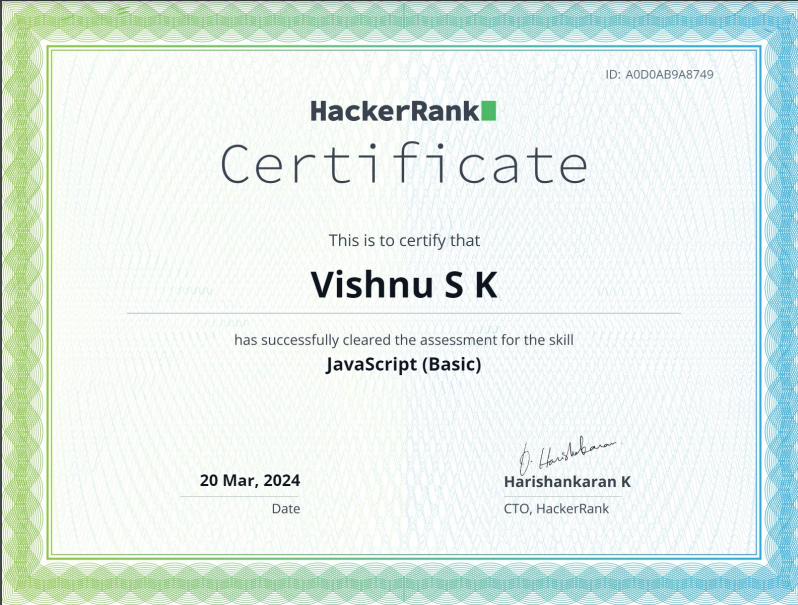 ID: A0D0AB9A8749
HackerRank
Certificate
This is to certify that
Vishnu S K
has successfully cleared the assessment for the skill
JavaScript (Basic)
20 Mar, 2024
Date
Harishankaran
Harishankaran K
CTO, HackerRank